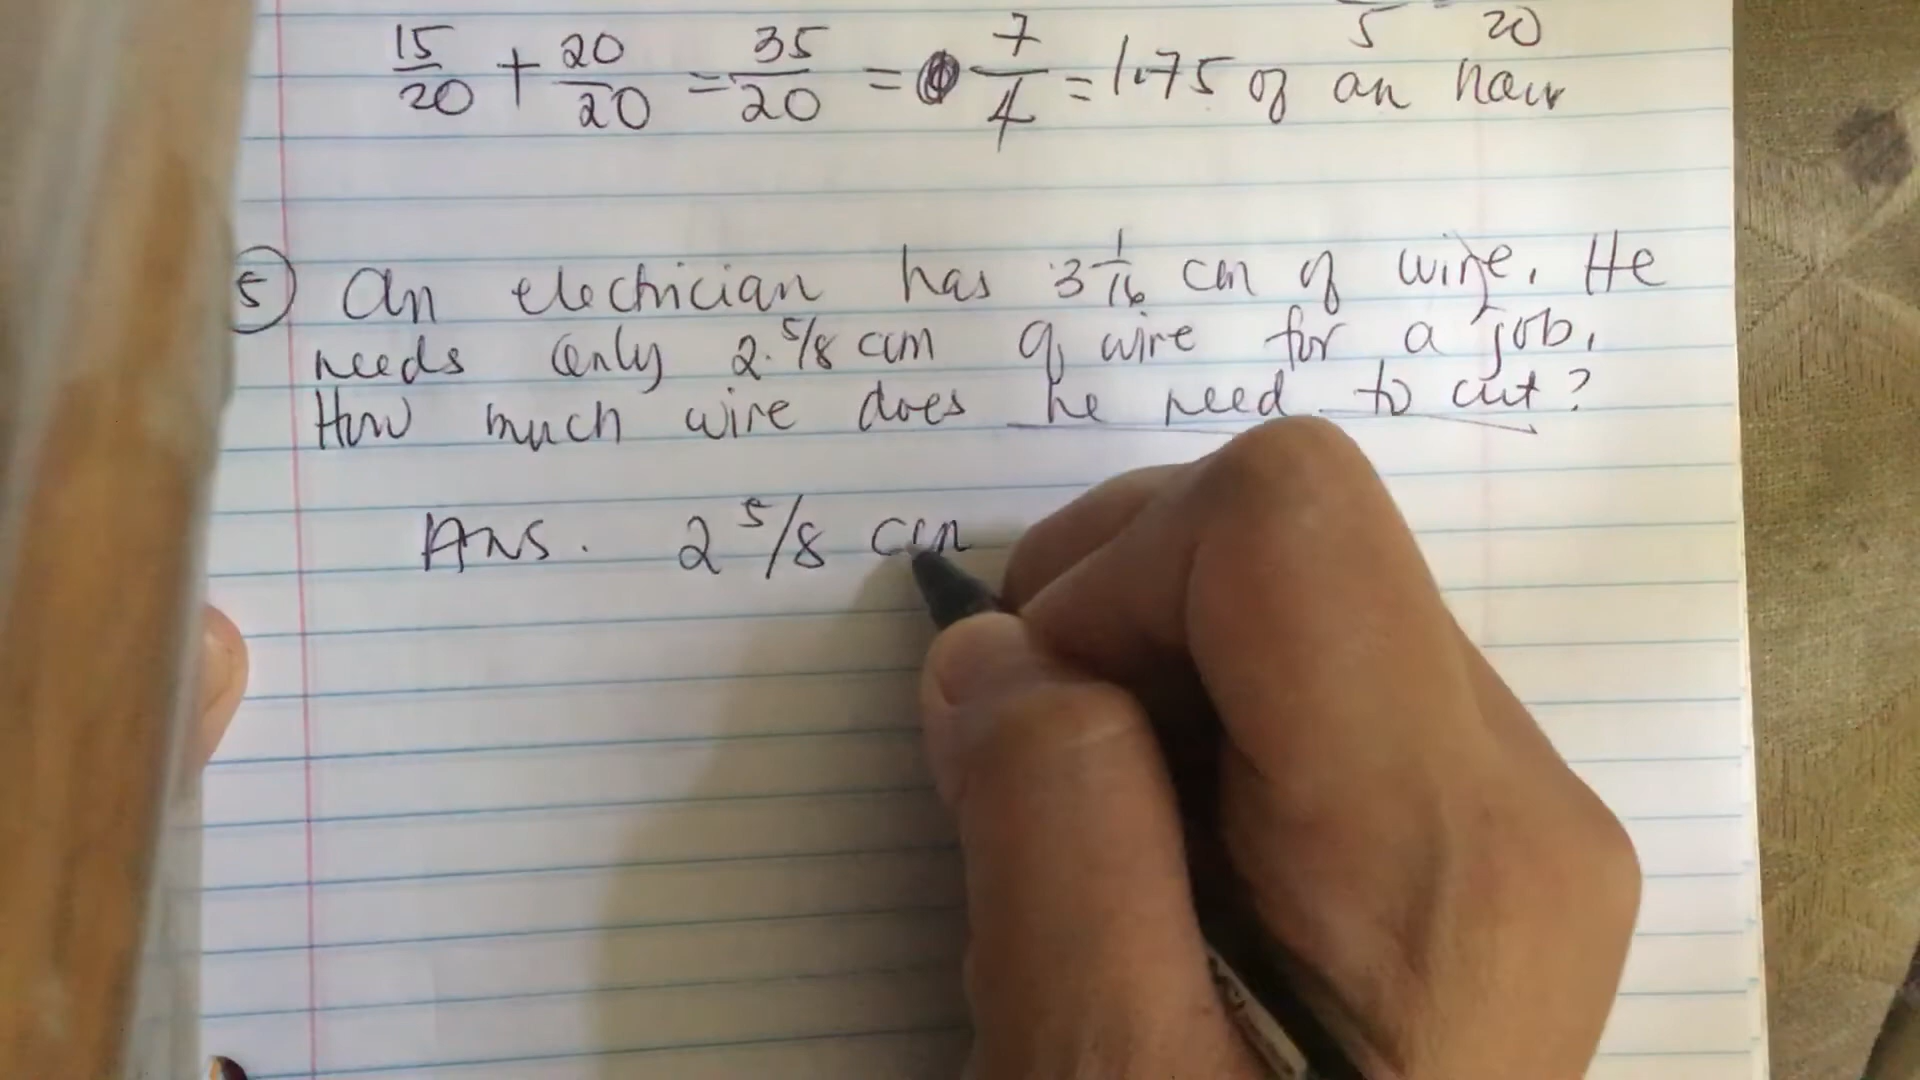 5 20
15/20 + 20/20 = 35/20 = 7/4 = 1.75 of an hour
5) An electrician has 3 1/16 cm of wire. He
needs only 2 5/8 cm of wire for a job.
How much wire does he need to cut?
Ans. 2 5/8 cm